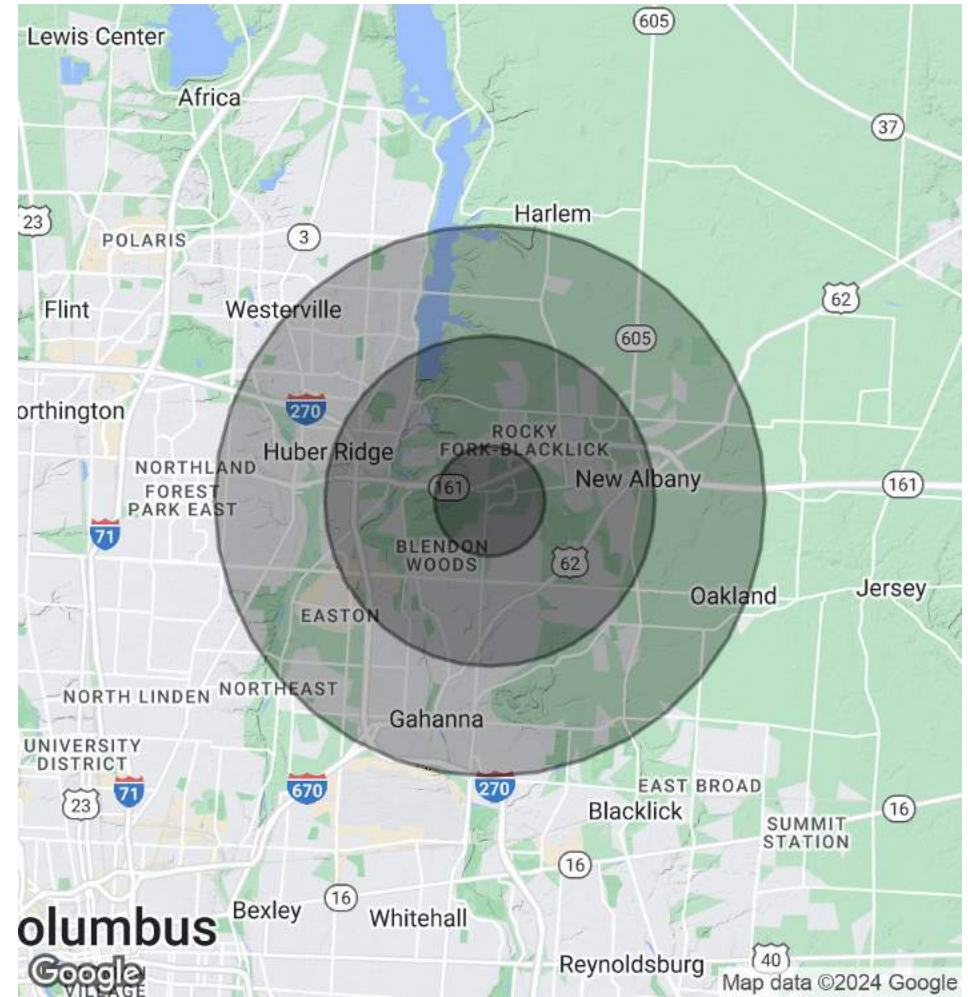 605
Lewis Center
Africa
37
23
Harlem
POLARIS
3
62
Flint
Westerville
605
orthington
270
ROCKY
FORK-BLACKLICK
Huber Ridge
NORTHLAND
New Albany
161
161
FOREST
PARK EAST
71
BLENDON
WOODS
62
Oakland
Jersey
EASTON
NORTH LINDEN
NORTHEAST
Gahanna
UNIVERSITY
DISTRICT
71
670
270
EAST BROAD
23
Blacklick
16
SUMMIT
STATION
16
Bexley
16
Whitehall
olumbus
Reynoldsburg
40
Google
VILLAGE
Map data ©2024 Google